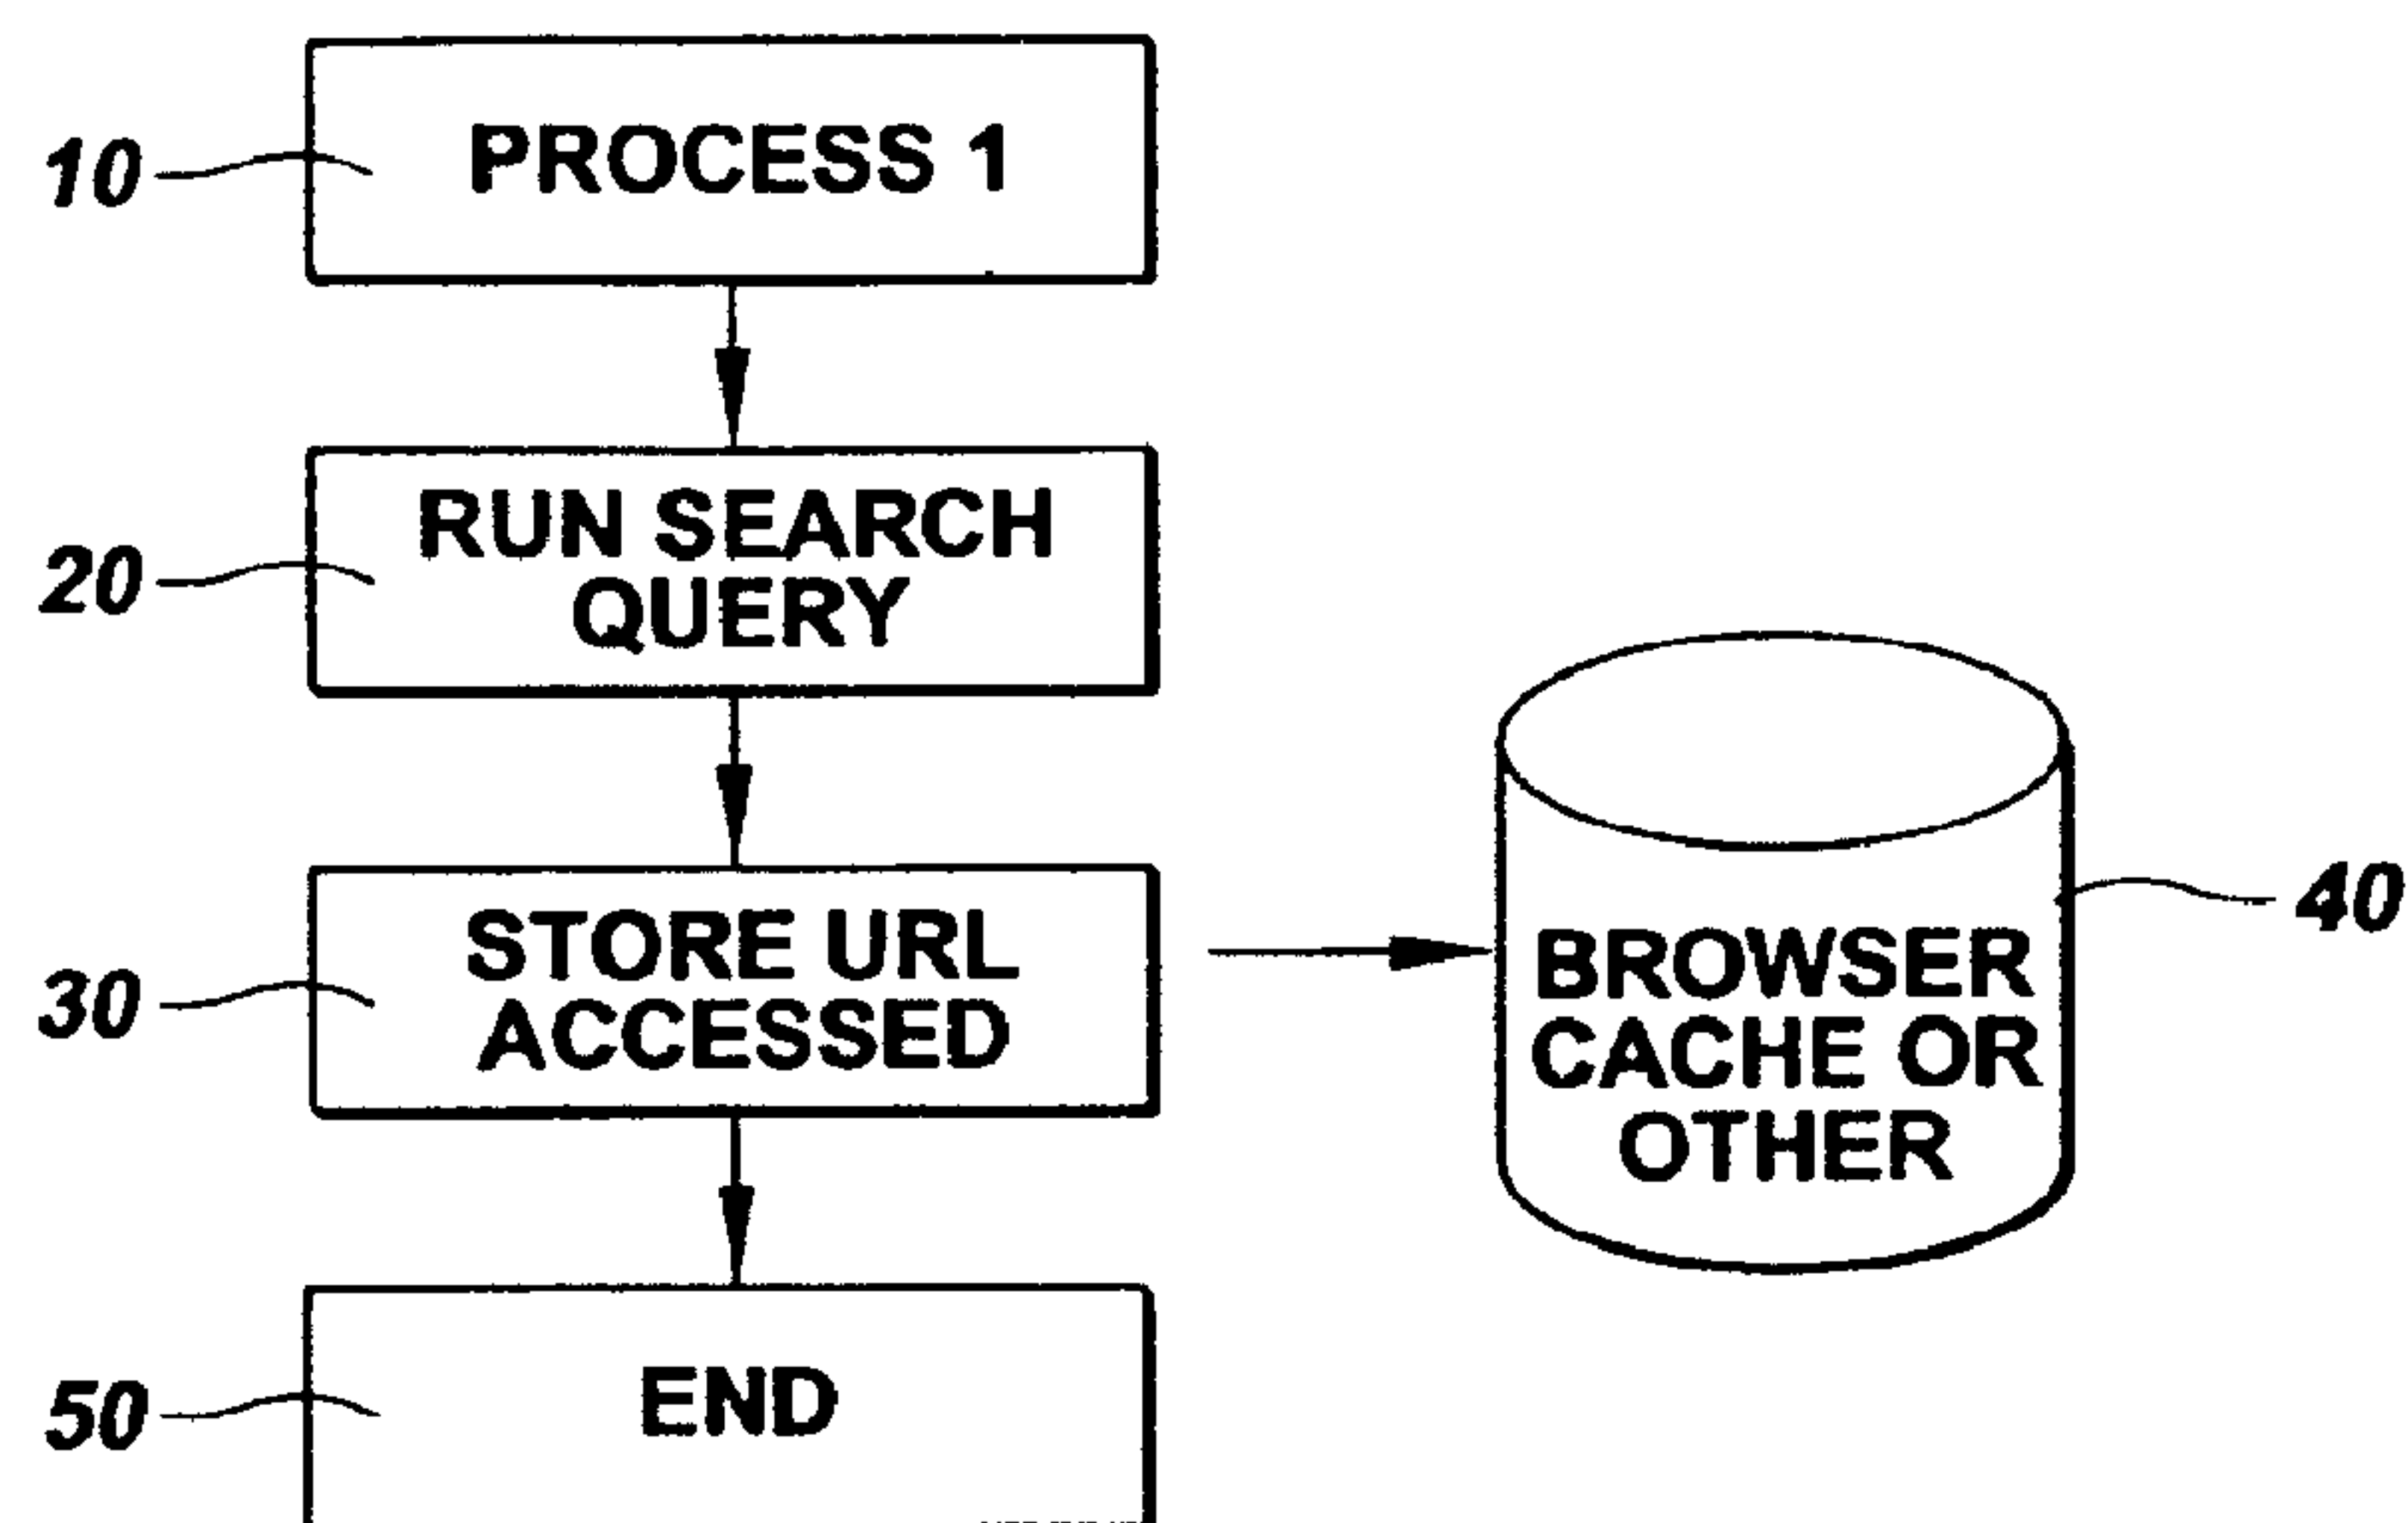 10
PROCESS 1
20
RUN SEARCH
QUERY
30
STORE URL
ACCESSED
40
BROWSER
CACHE OR
OTHER
50
END